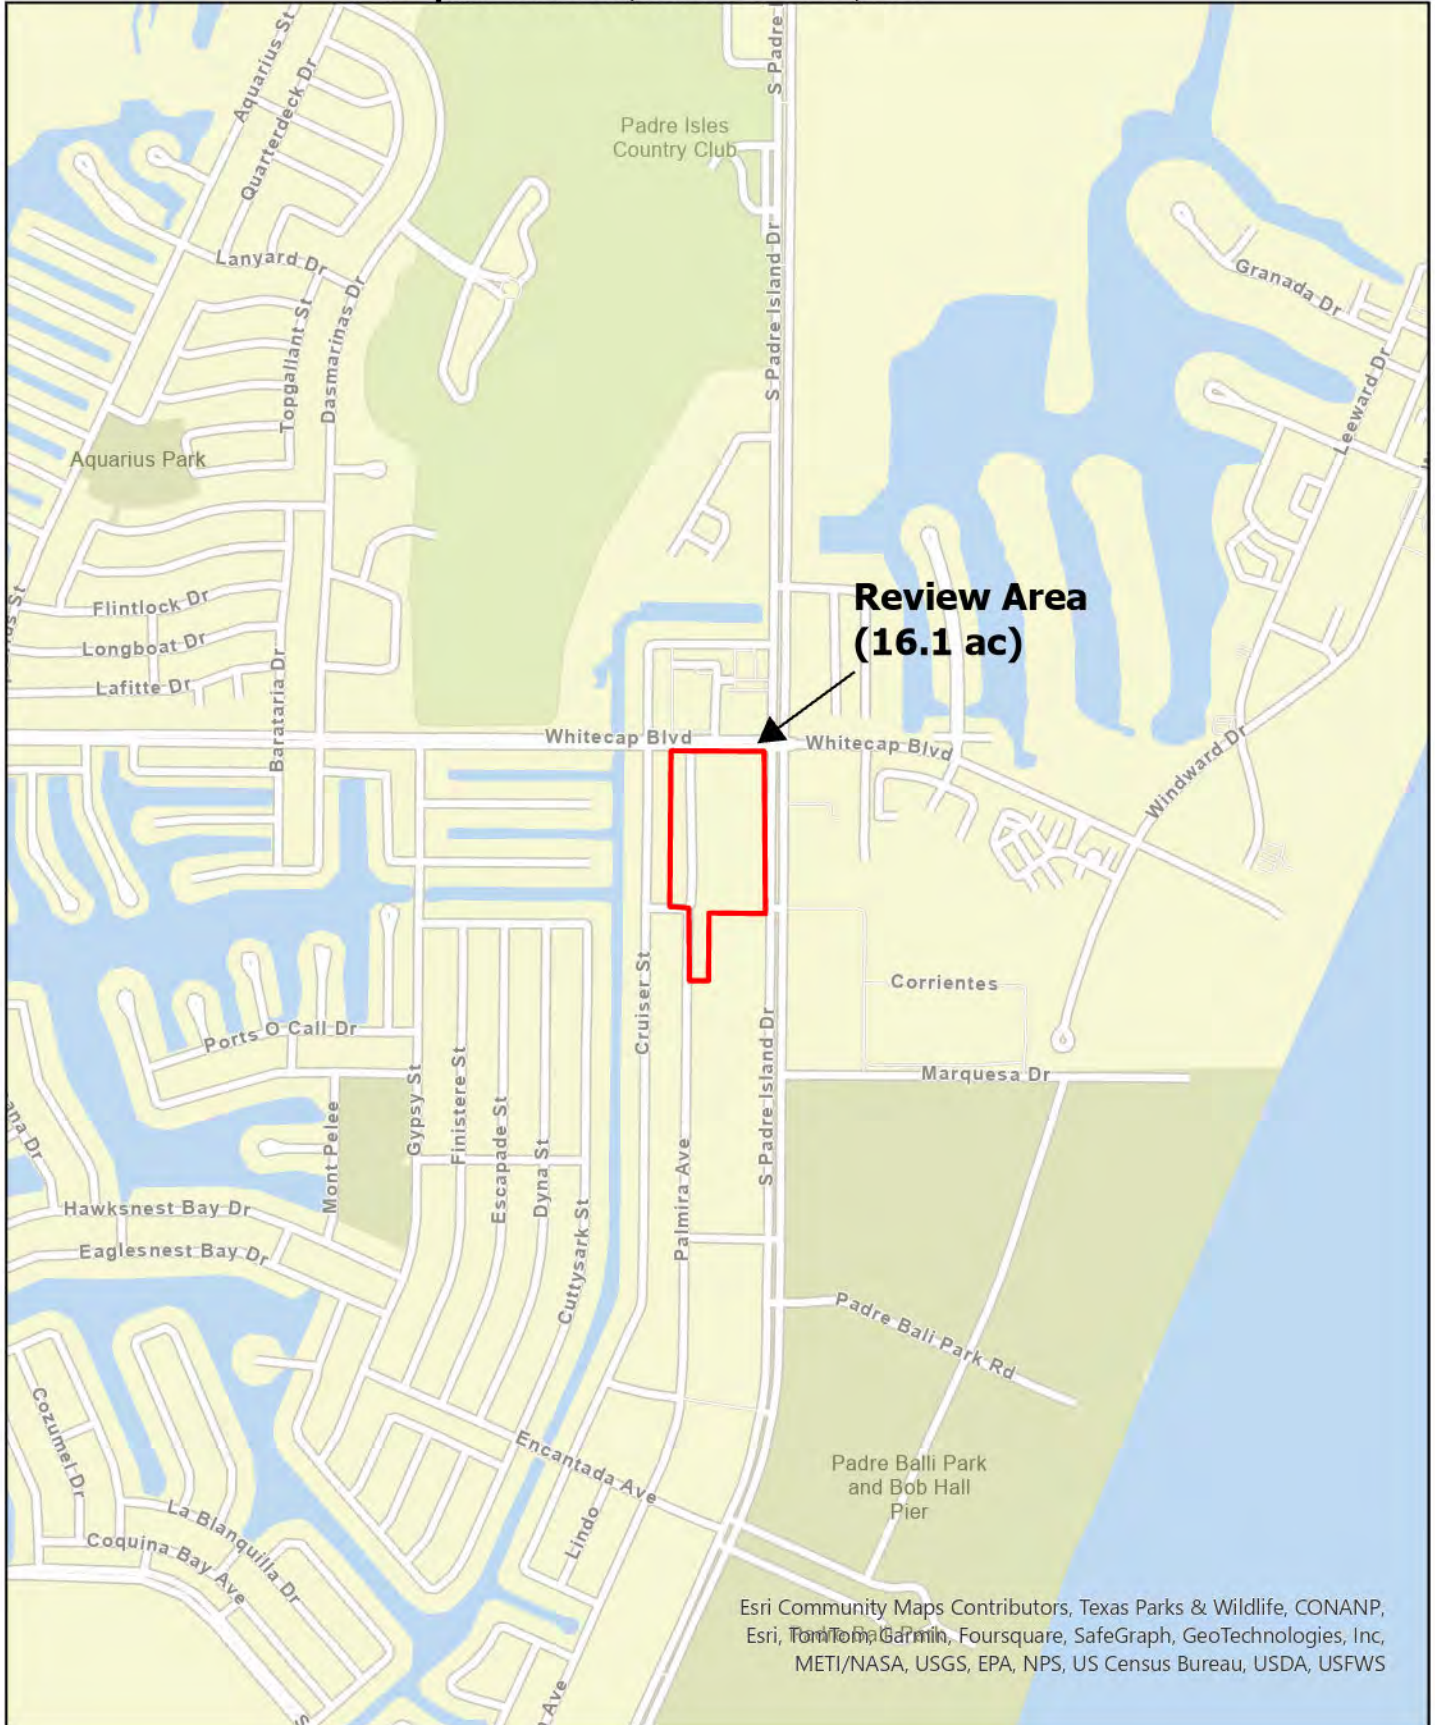 Aquarius St
Quarterdeck Dr
S Padre
Padre Isles
Country Club
Lanyard Dr
Topgallant St
Dasmarinas Dr
S Padre Island Dr
Granada Dr
Leeward Dr
Aquarius Park
Flintlock Dr
Longboat Dr
Lafitte Dr
Barataria Dr
Review Area
(16.1 ac)
Whitecap Blvd
Whitecap Blvd
Windward Dr
Cruiser St
Corrientes
Ports O Call Dr
Marquesa Dr
S Padre Island Dr
Gypsy St
Finistere St
Escapade St
Dyna St
Cuttysark St
Mont Pelee
ana Dr
Palmira Ave
Hawksnest Bay Dr
Eaglesnest Bay Dr
Padre Bali Park Rd
Cozumel Dr
Encantada Ave
Lindo
La Blanquilla Dr
Coquina Bay Ave
Padre Balli Park
and Bob Hall
Pier
Esri Community Maps Contributors, Texas Parks & Wildlife, CONANP,
Esri, TomTom, Garmin, Foursquare, SafeGraph, GeoTechnologies, Inc,
METI/NASA, USGS, EPA, NPS, US Census Bureau, USDA, USFWS
Ave